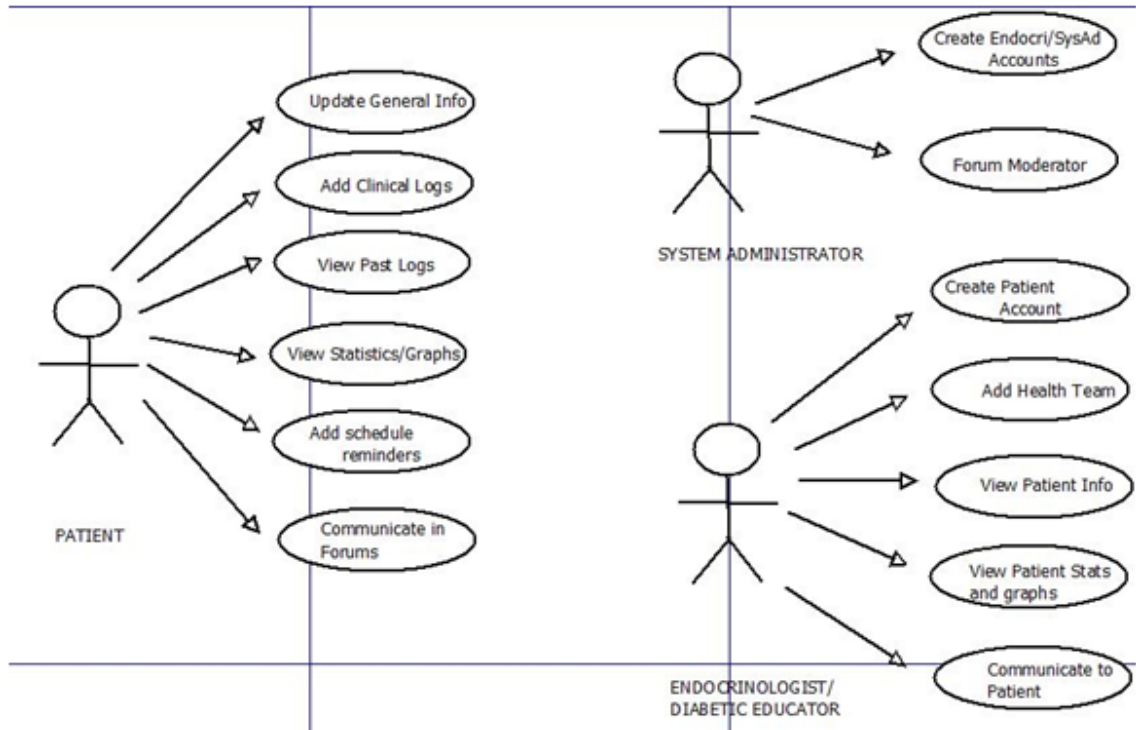 Update General Info
Add Clinical Logs
View Past Logs
View Statistics/Graphs
Add schedule
reminders
Communicate in
Forums
PATIENT
Create Endocri/SysAd
Accounts
Forum Moderator
SYSTEM ADMINISTRATOR
Create Patient
Account
Add Health Team
View Patient Info
View Patient Stats
and graphs
Communicate to
Patient
ENDOCRINOLOGIST/
DIABETIC EDUCATOR